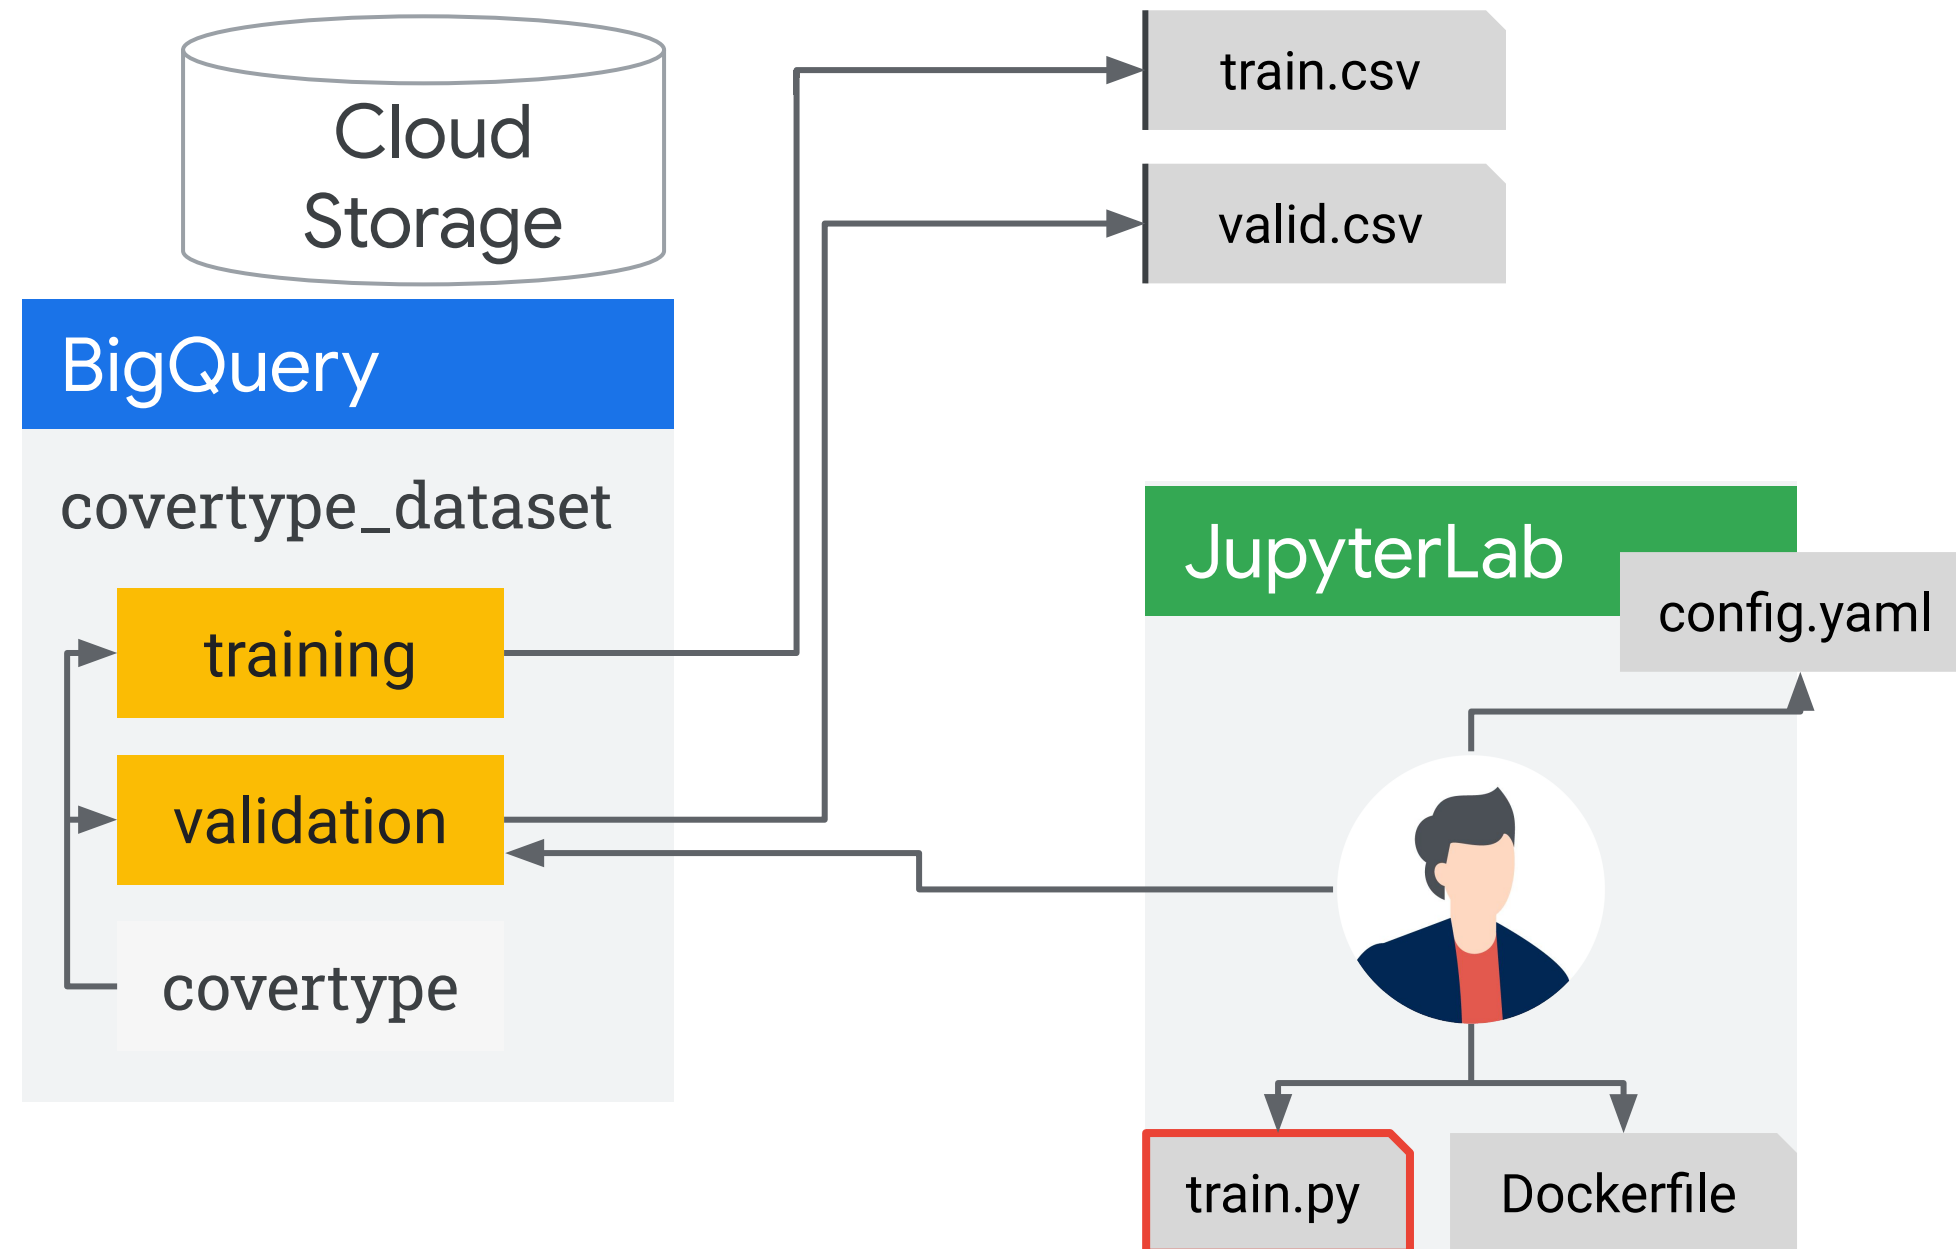 Cloud
Storage
train.csv
valid.csv
BigQuery
covertype_dataset
training
validation
covertype
JupyterLab
config.yaml
train.py
Dockerfile